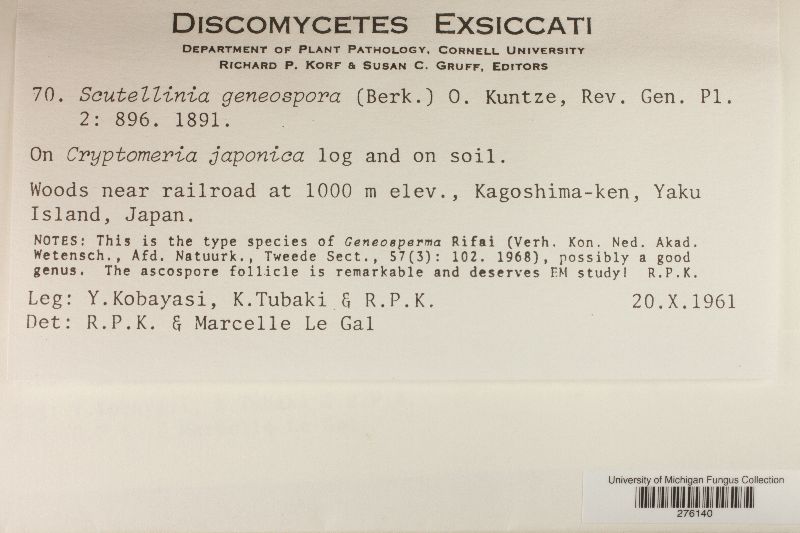 DISCOMYCETES EXSICCATI
DEPARTMENT OF PLANT PATHOLOGY, CORNELL UNIVERSITY
RICHARD P. KORF & SUSAN C. GRUFF, EDITORS
70. Scutellinia geneospora (Berk.) O. Kuntze, Rev. Gen. Pl.
2: 896. 1891.
On Cryptomeria japonica log and on soil.
Woods near railroad at 1000 m elev., Kagoshima-ken, Yaku
Island, Japan.
NOTES: This is the type species of Geneosperma Rifai (Verh. Kon. Ned. Akad.
Wetensch., Afd. Natuurk., Tweede Sect., 57(3): 102. 1968), possibly a good
genus. The ascospore follicle is remarkable and deserves EM study! R.P.K.
Leg: Y.Kobayasi, K.Tubaki & R.P.K. 20.X.1961
Det: R.P.K. & Marcelle Le Gal
University of Michigan Fungus Collection
276140